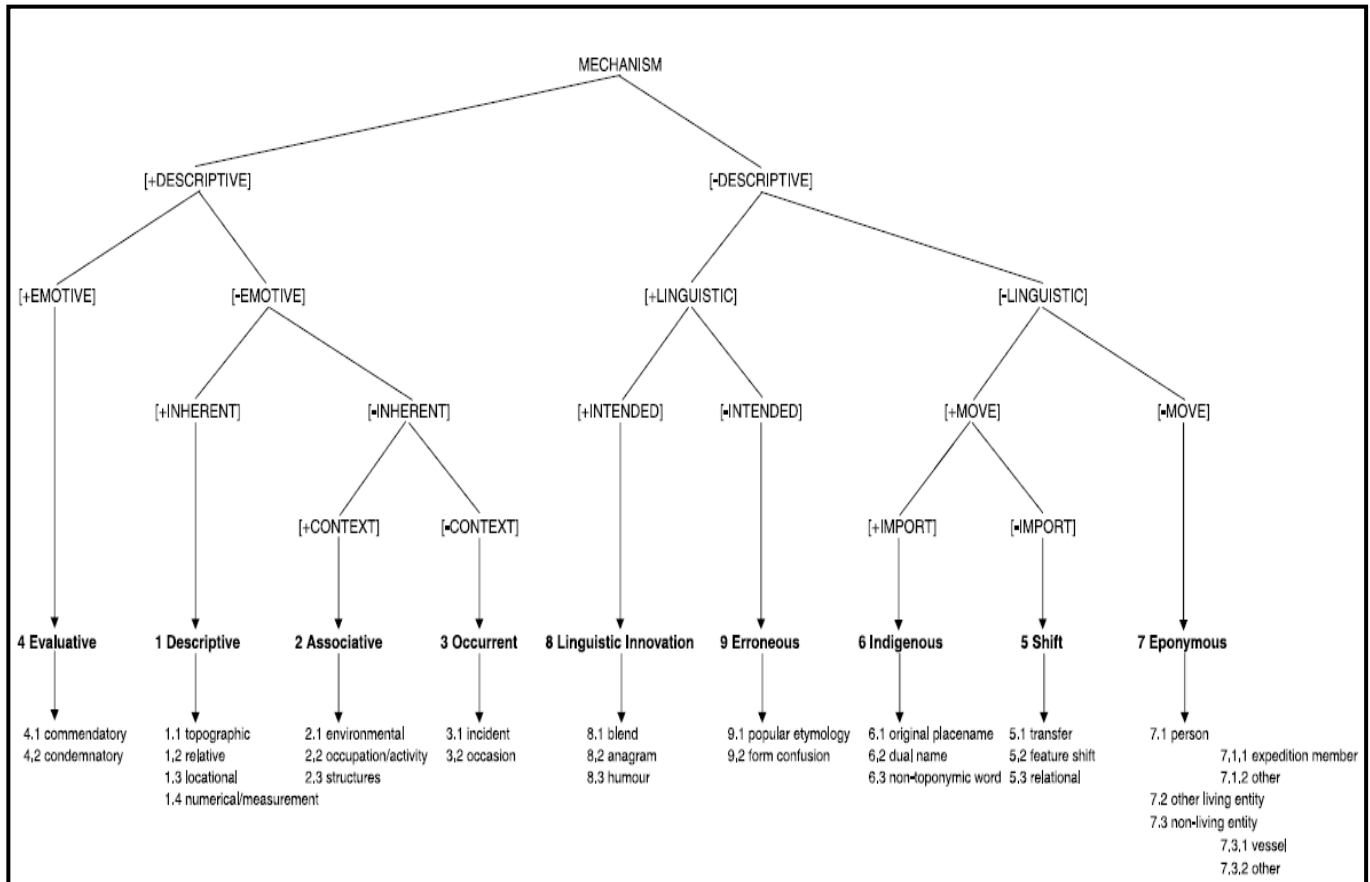 MECHANISM
[+DESCRIPTIVE] [-DESCRIPTIVE]
[+EMOTIVE] [-EMOTIVE] [+LINGUISTIC] [-LINGUISTIC]
[+INHERENT] [-INHERENT] [+INTENDED] [-INTENDED] [+MOVE] [-MOVE]
[+CONTEXT] [-CONTEXT] [+IMPORT] [-IMPORT]
4 Evaluative 1 Descriptive 2 Associative 3 Occurrent 8 Linguistic Innovation 9 Erroneous 6 Indigenous 5 Shift 7 Eponymous
4.1 commendatory 1.1 topographic 2.1 environmental 3.1 incident 8.1 blend 9.1 popular etymology 6.1 original placename 5.1 transfer 7.1 person
4.2 condemnatory 1.2 relative 2.2 occupation/activity 3.2 occasion 8.2 anagram 9.2 form confusion 6.2 dual name 5.2 feature shift 7.1.1 expedition member
1.3 locational 2.3 structures 8.3 humour 6.3 non-toponymic word 5.3 relational 7.1.2 other
1.4 numerical/measurement 7.2 other living entity
7.3 non-living entity
7.3.1 vessel
7.3.2 other